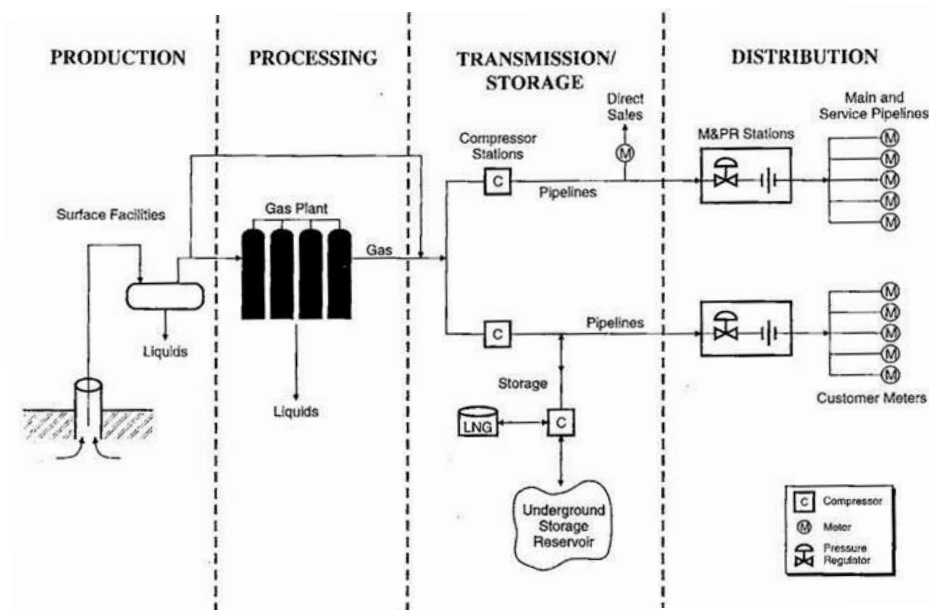 PRODUCTION
PROCESSING
TRANSMISSION/
STORAGE
DISTRIBUTION
Direct
Sales
Main and
Service Pipelines
Compressor
Stations
M
M&PR Stations
M
M
M
M
M
C
Pipelines
Surface Facilities
Gas Plant
Gas
Liquids
Liquids
C
Pipelines
M
M
M
M
M
Storage
LNG
C
Customer Meters
Underground
Storage
Reservoir
C Compressor
M Meter
Pressure
Regulator